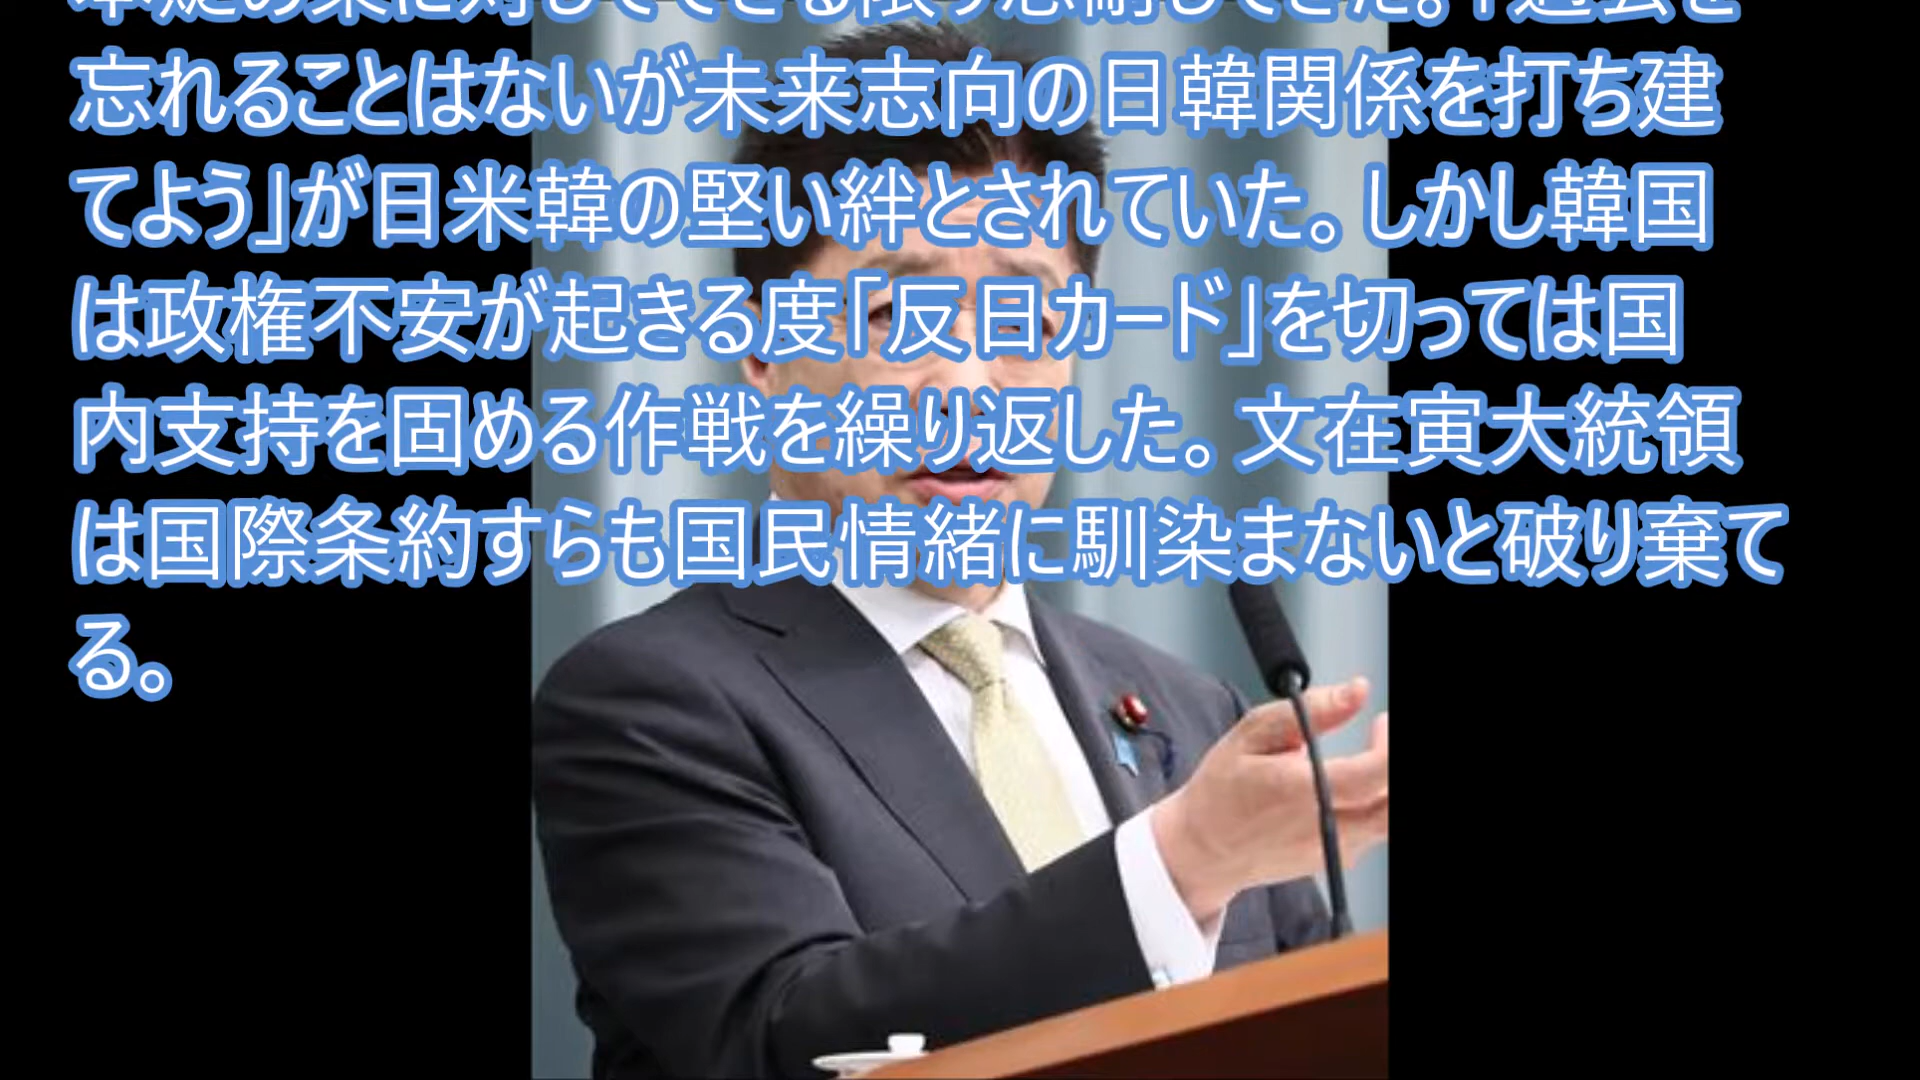 忘れることはないが未来志向の日韓関係を打ち建
てよう」が日米韓の堅い絆とされていた。しかし韓国
は政権不安が起きる度「反日カード」を切っては国
内支持を固める作戦を繰り返した。文在寅大統領
は国際条約すらも国民情緒に馴染まないと破り棄て
る。